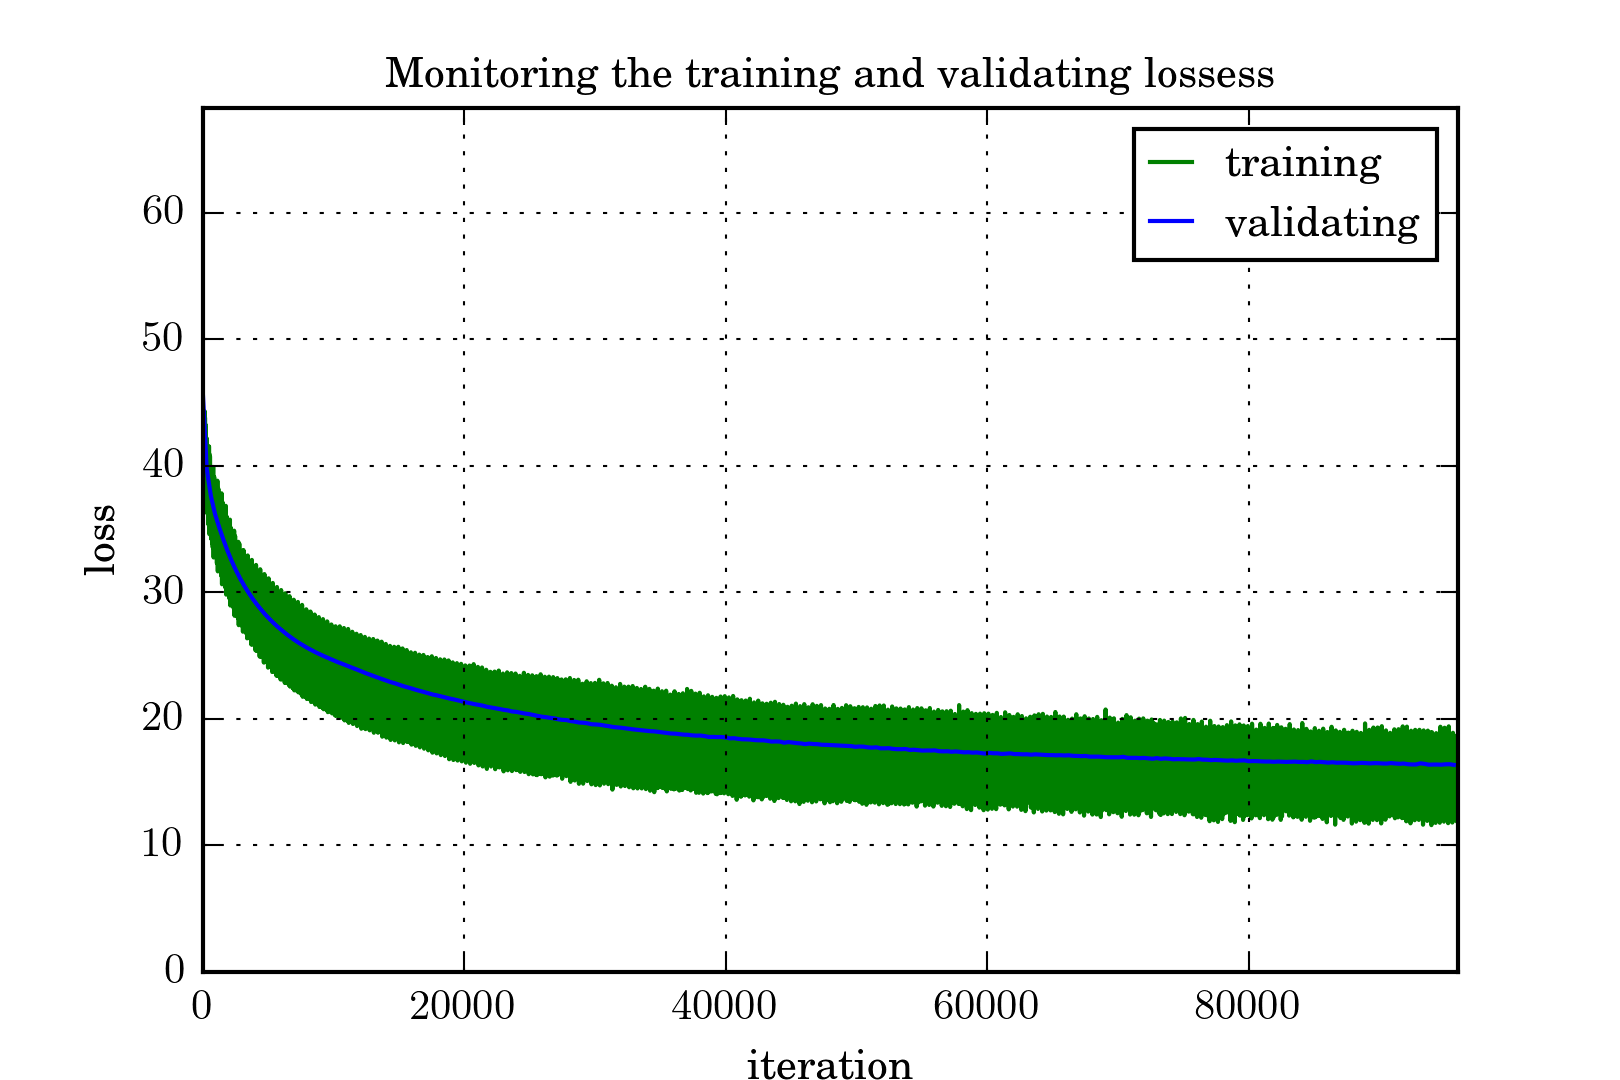 Monitoring the training and validating lossess
training
validating
60
50
40
30
20
10
0
loss
0 20000 40000 60000 80000
iteration